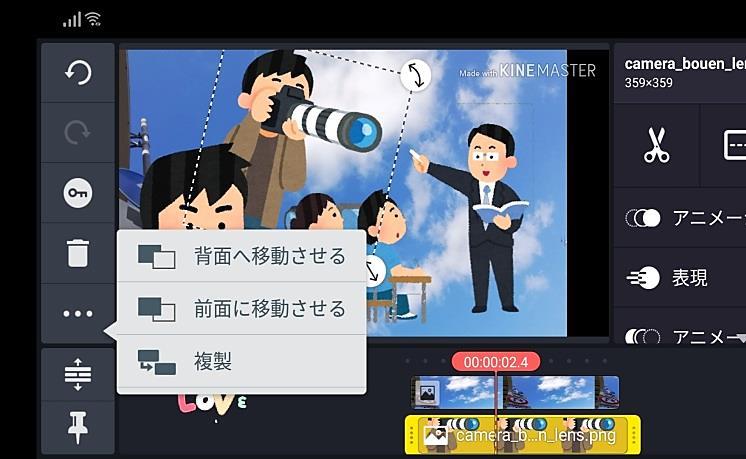 Made with KINEMASTER
camera_bouen_le
359×359
アニメー
背面へ移動させる
表現
前面に移動させる
アニメー
複製
00:00:02.4
LOVE
camera_b...n_lens.png